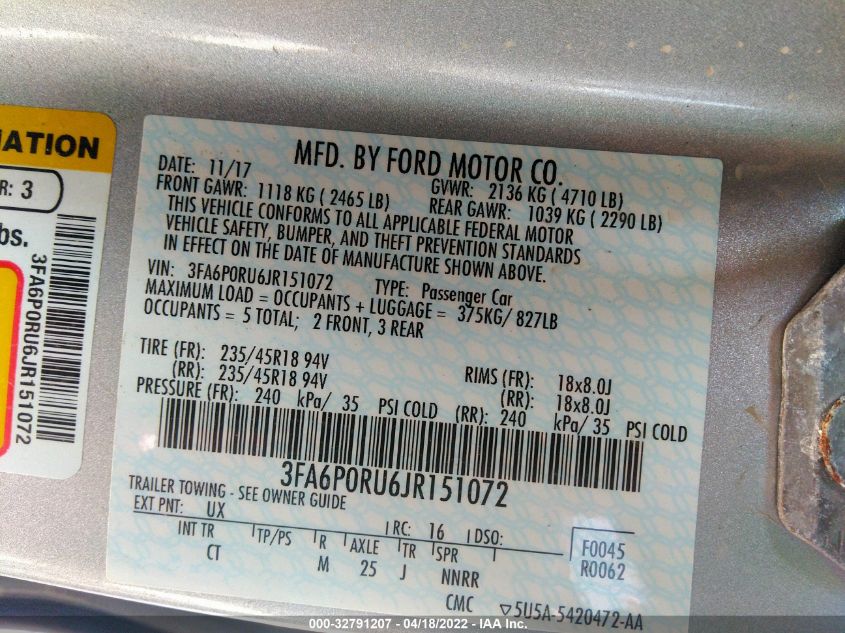 MATION
R: 3
bs.
3FA6P0RU6JR151072
MFD. BY FORD MOTOR CO.
DATE: 11/17 GVWR: 2136 KG ( 4710 LB)
FRONT GAWR: 1118 KG ( 2465 LB) REAR GAWR: 1039 KG ( 2290 LB)
THIS VEHICLE CONFORMS TO ALL APPLICABLE FEDERAL MOTOR
VEHICLE SAFETY, BUMPER, AND THEFT PREVENTION STANDARDS
IN EFFECT ON THE DATE OF MANUFACTURE SHOWN ABOVE.
VIN: 3FA6P0RU6JR151072 TYPE: Passenger Car
MAXIMUM LOAD = OCCUPANTS + LUGGAGE = 375KG/ 827LB
OCCUPANTS = 5 TOTAL; 2 FRONT, 3 REAR
TIRE (FR): 235/45R18 94V RIMS (FR): 18x8.0J
(RR): 235/45R18 94V (RR): 18x8.0J
PRESSURE (FR): 240 kPa/ 35 PSI COLD (RR): 240 kPa/ 35 PSI COLD
3FA6P0RU6JR151072
TRAILER TOWING - SEE OWNER GUIDE
EXT PNT: UX RC: 16 DSO: F0045
INT TR TP/PS R AXLE TR SPR R0062
CT M 25 J NNRR
CMC ▽5U5A-5420472-AA
000-32791207 - 04/18/2022 - IAA Inc.